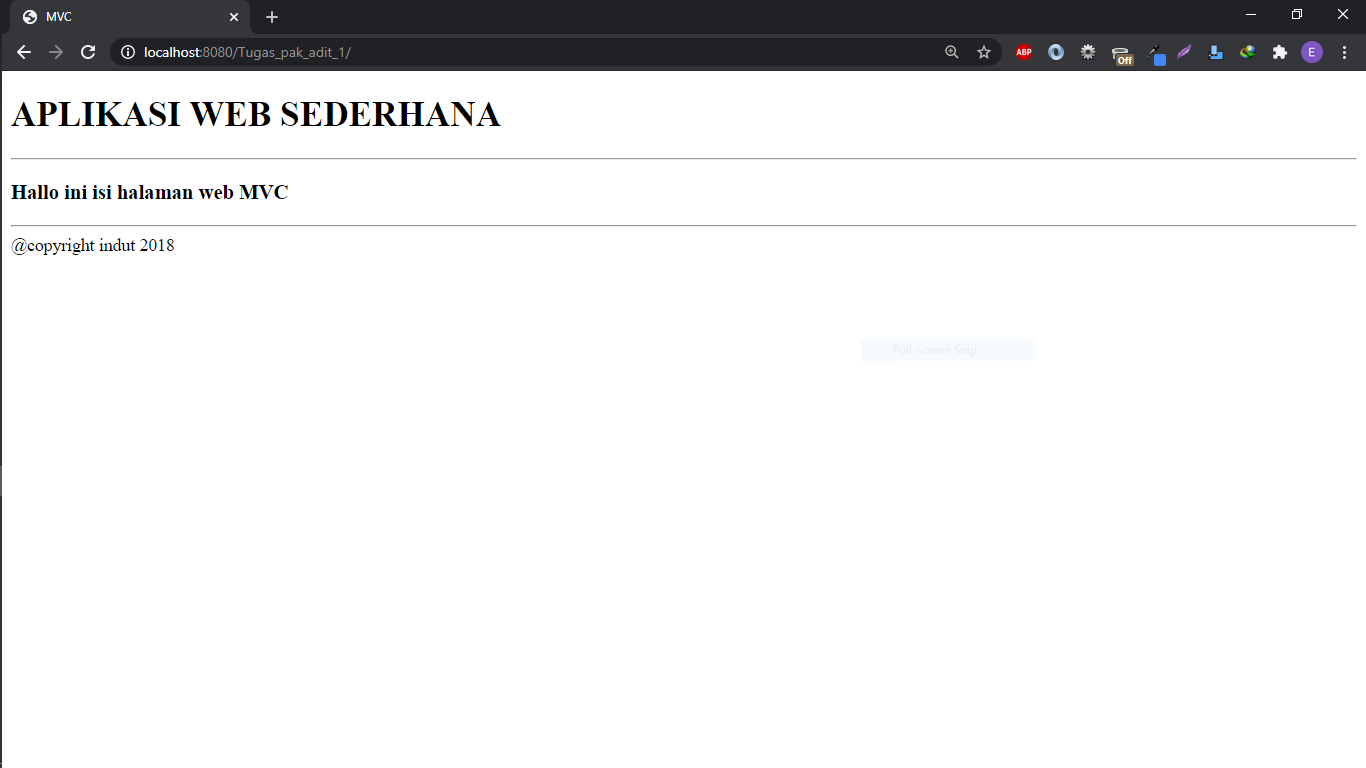 MVC
localhost:8080/Tugas_pak_adit_1/
ABP
Off
E
APLIKASI WEB SEDERHANA
Hallo ini isi halaman web MVC
@copyright indut 2018
Full-screen Snip